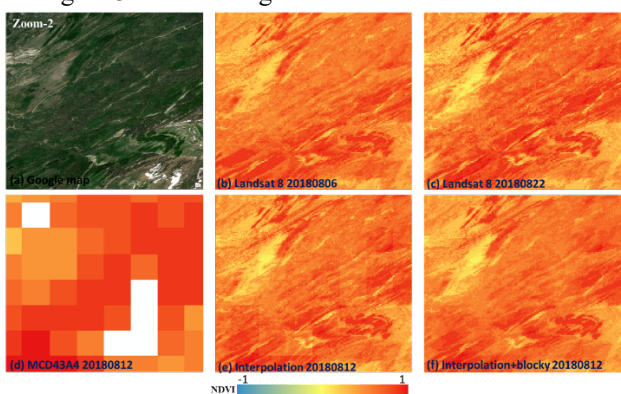 Zoom-2
(a) Google map
(b) Landsat 8 20180806
(c) Landsat 8 20180822
(d) MCD43A4 20180812
(e) Interpolation 20180812
(f) Interpolation+blocky 20180812
NDVI -1 1